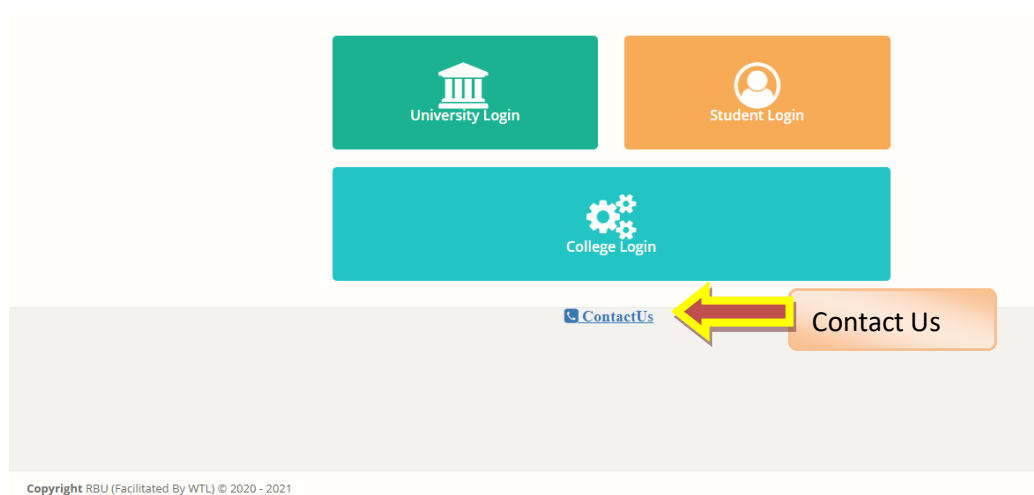 University Login
Student Login
College Login
ContactUs
Contact Us
Copyright RBU (Facilitated By WTL) © 2020 - 2021